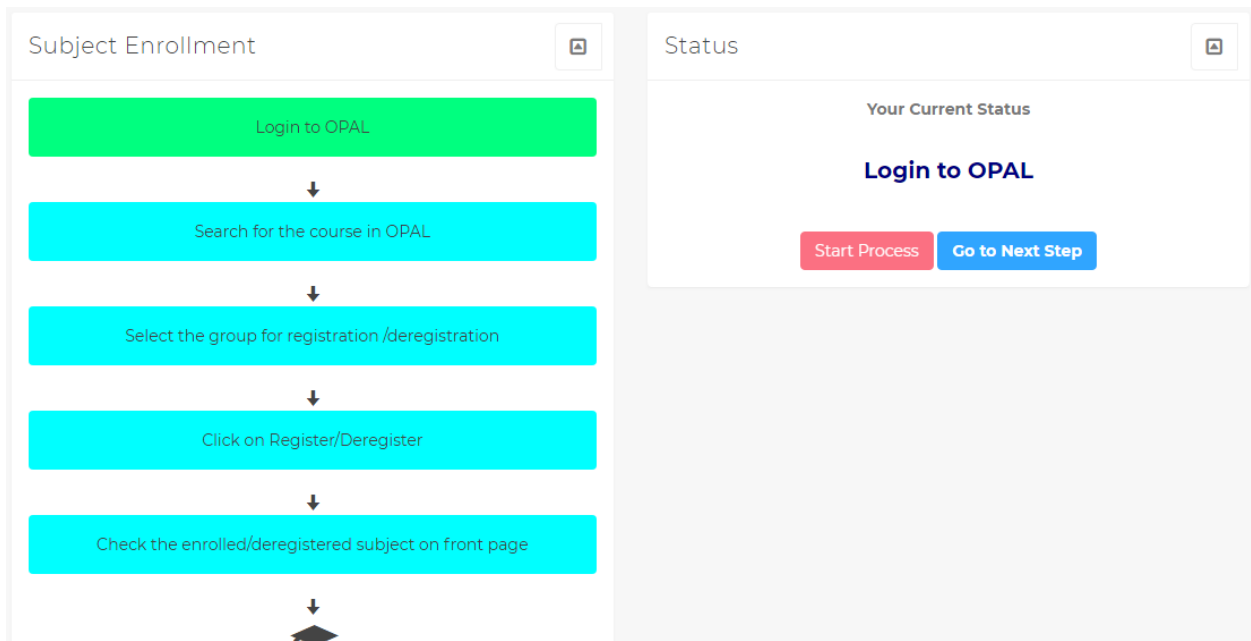 Subject Enrollment
Login to OPAL
Search for the course in OPAL
Select the group for registration /deregistration
Click on Register/Deregister
Check the enrolled/deregistered subject on front page
Status
Your Current Status
Login to OPAL
Start Process
Go to Next Step